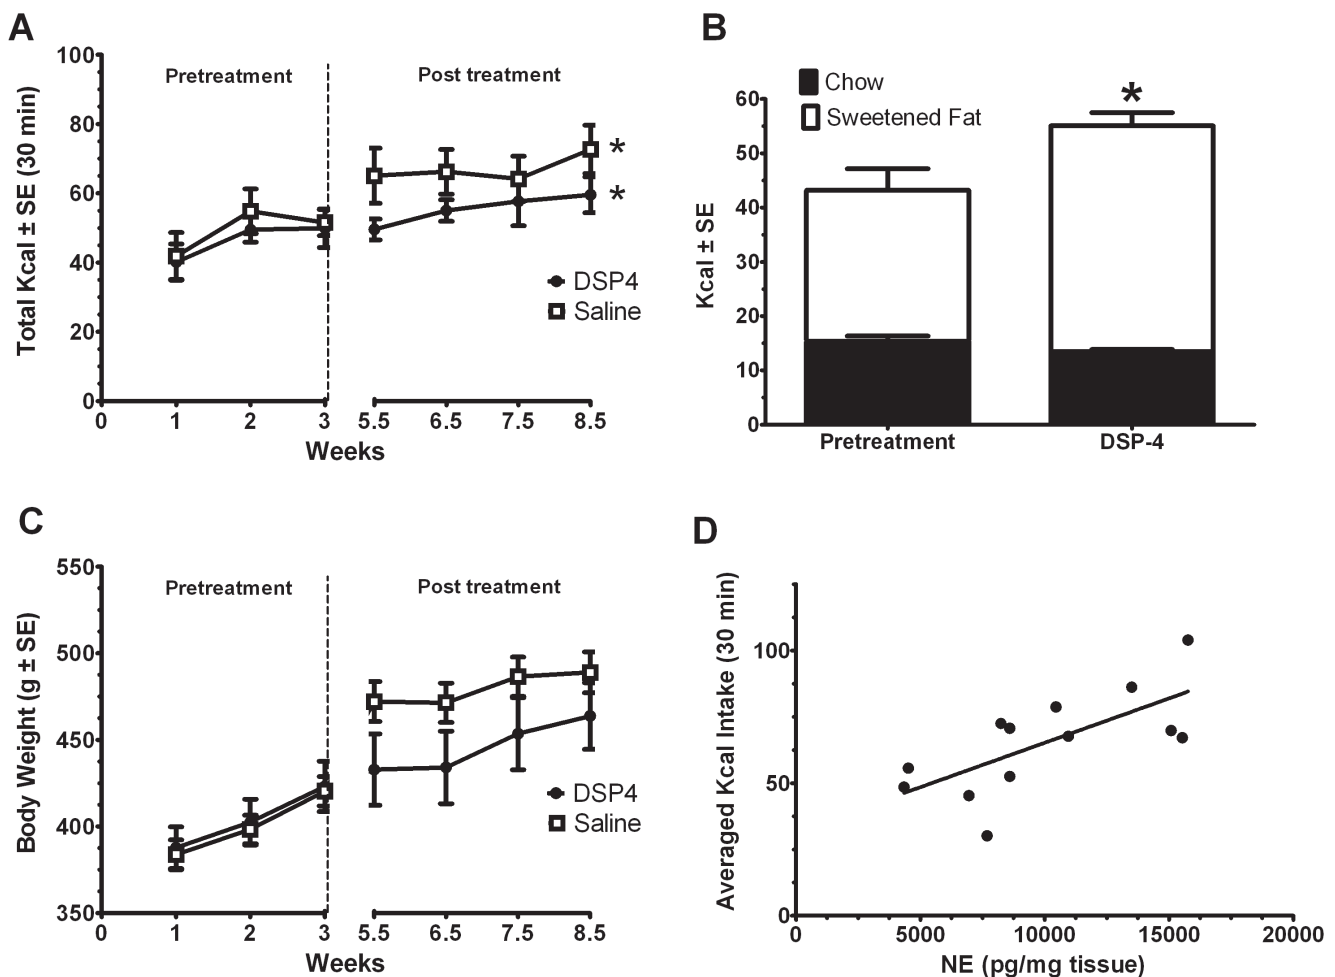 A
Total Kcal ± SE (30 min)
100
80
60
40
20
0
Pretreatment
Post treatment
*
*
DSP4
Saline
0 1 2 3 5.5 6.5 7.5 8.5
Weeks
B
Chow
Sweetened Fat
*
Kcal ± SE
60
50
40
30
20
10
0
Pretreatment DSP-4
C
Body Weight (g ± SE)
550
500
450
400
350
Pretreatment
Post treatment
DSP4
Saline
0 1 2 3 5.5 6.5 7.5 8.5
Weeks
D
Averaged Kcal Intake (30 min)
100
50
0
0 5000 10000 15000 20000
NE (pg/mg tissue)